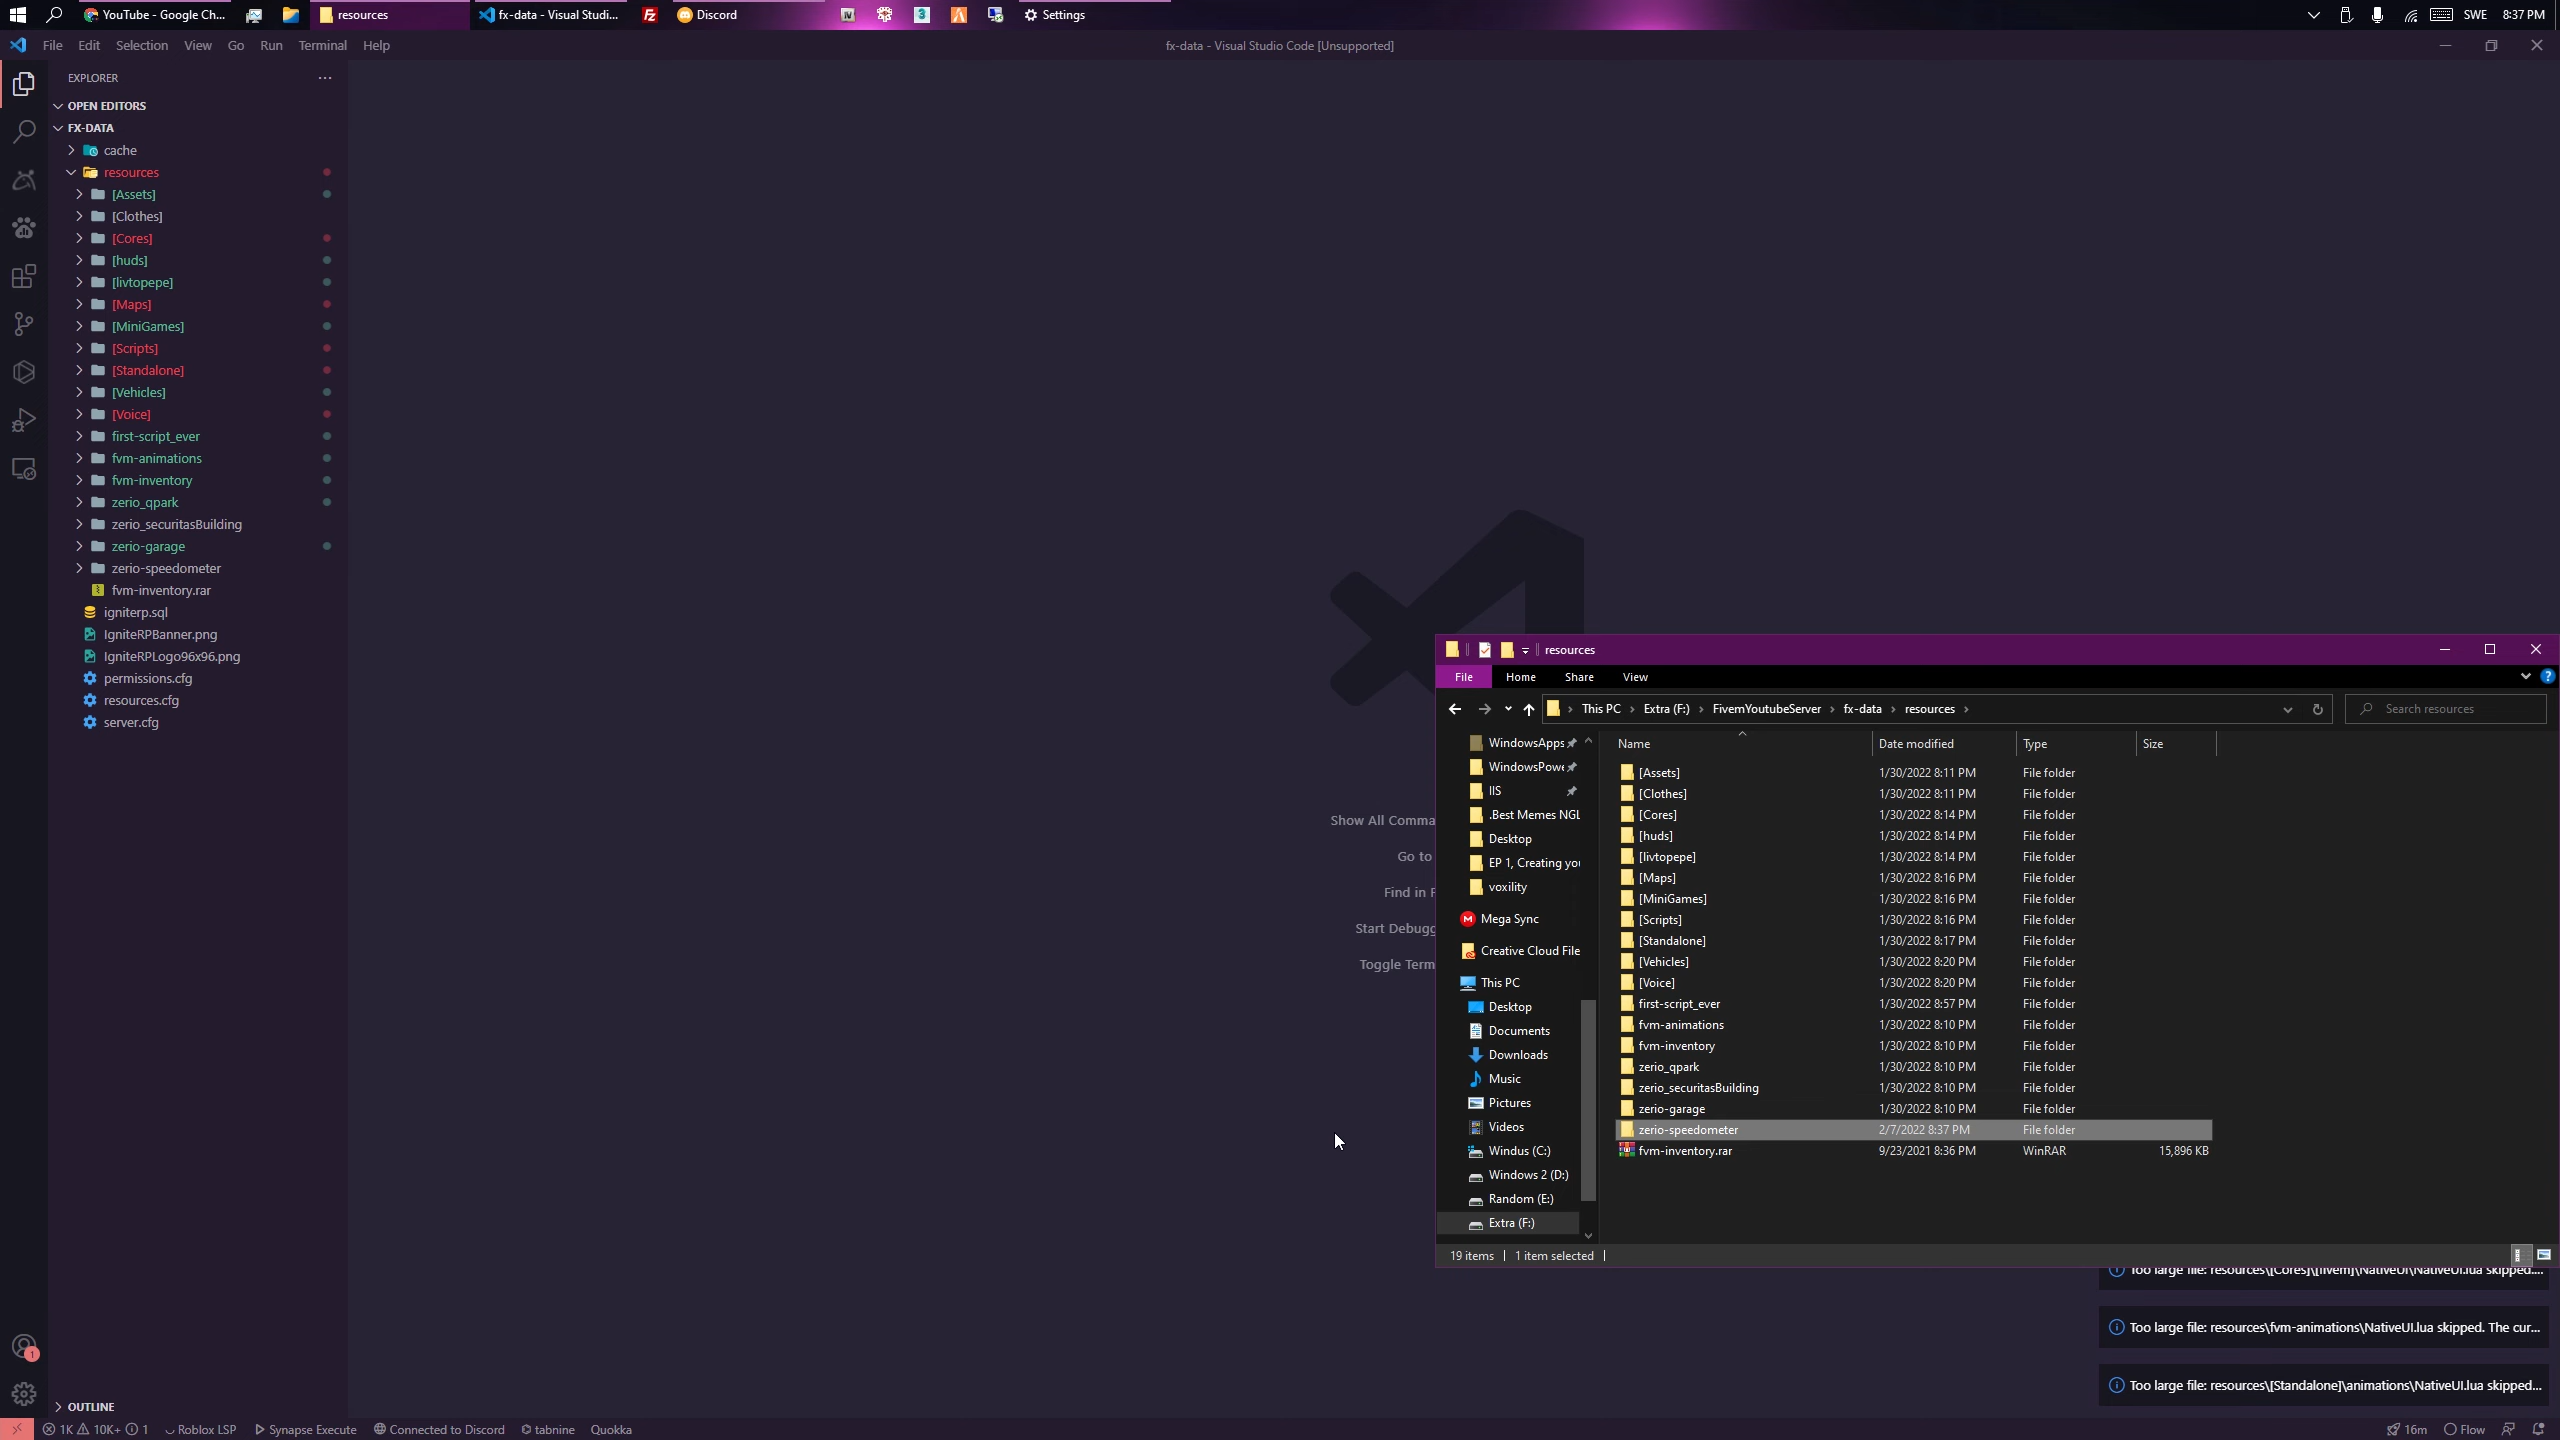 YouTube - Google Ch...
resources
fx-data - Visual Studi...
Discord
Settings
SWE
8:37 PM
File Edit Selection View Go Run Terminal Help
fx-data - Visual Studio Code [Unsupported]
EXPLORER
OPEN EDITORS
FX-DATA
cache
resources
[Assets]
[Clothes]
[Cores]
[huds]
[livtopepe]
[Maps]
[MiniGames]
[Scripts]
[Standalone]
[Vehicles]
[Voice]
first-script_ever
fvm-animations
fvm-inventory
zerio_qpark
zerio_securitasBuilding
zerio-garage
zerio-speedometer
fvm-inventory.rar
igniterp.sql
IgniteRPBanner.png
IgniteRPLogo96x96.png
permissions.cfg
resources.cfg
server.cfg
OUTLINE
Show All Comma
Go to
Find in F
Start Debugg
Toggle Term
resources
File Home Share View
This PC > Extra (F:) > FivemYoutubeServer > fx-data > resources >
Search resources
WindowsApps
WindowsPowe
IIS
.Best Memes NGL
Desktop
EP 1, Creating you
voxility
Mega Sync
Creative Cloud File
This PC
Desktop
Documents
Downloads
Music
Pictures
Videos
Windus (C:)
Windows 2 (D:)
Random (E:)
Extra (F:)
Name Date modified Type Size
[Assets] 1/30/2022 8:11 PM File folder
[Clothes] 1/30/2022 8:11 PM File folder
[Cores] 1/30/2022 8:14 PM File folder
[huds] 1/30/2022 8:14 PM File folder
[livtopepe] 1/30/2022 8:14 PM File folder
[Maps] 1/30/2022 8:16 PM File folder
[MiniGames] 1/30/2022 8:16 PM File folder
[Scripts] 1/30/2022 8:16 PM File folder
[Standalone] 1/30/2022 8:17 PM File folder
[Vehicles] 1/30/2022 8:20 PM File folder
[Voice] 1/30/2022 8:20 PM File folder
first-script_ever 1/30/2022 8:57 PM File folder
fvm-animations 1/30/2022 8:10 PM File folder
fvm-inventory 1/30/2022 8:10 PM File folder
zerio_qpark 1/30/2022 8:10 PM File folder
zerio_securitasBuilding 1/30/2022 8:10 PM File folder
zerio-garage 1/30/2022 8:10 PM File folder
zerio-speedometer 2/7/2022 8:37 PM File folder
fvm-inventory.rar 9/23/2021 8:36 PM WinRAR 15,896 KB
19 items 1 item selected
Too large file: resources\[Cores]\[fivem]\NativeUI\NativeUI.lua skipped....
Too large file: resources\fvm-animations\NativeUI.lua skipped. The cur...
Too large file: resources\[Standalone]\animations\NativeUI.lua skipped...
1
1K 10K+ 1 Roblox LSP Synapse Execute Connected to Discord tabnine Quokka
16m Flow